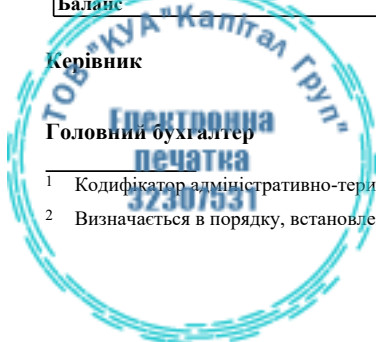 Баланс
ТОВ "КУА "Капітал Груп"
Керівник
Електронна
Головний бухгалтер
печатка
32307531
1 Кодифікатор адміністративно-тери
2 Визначається в порядку, встановле